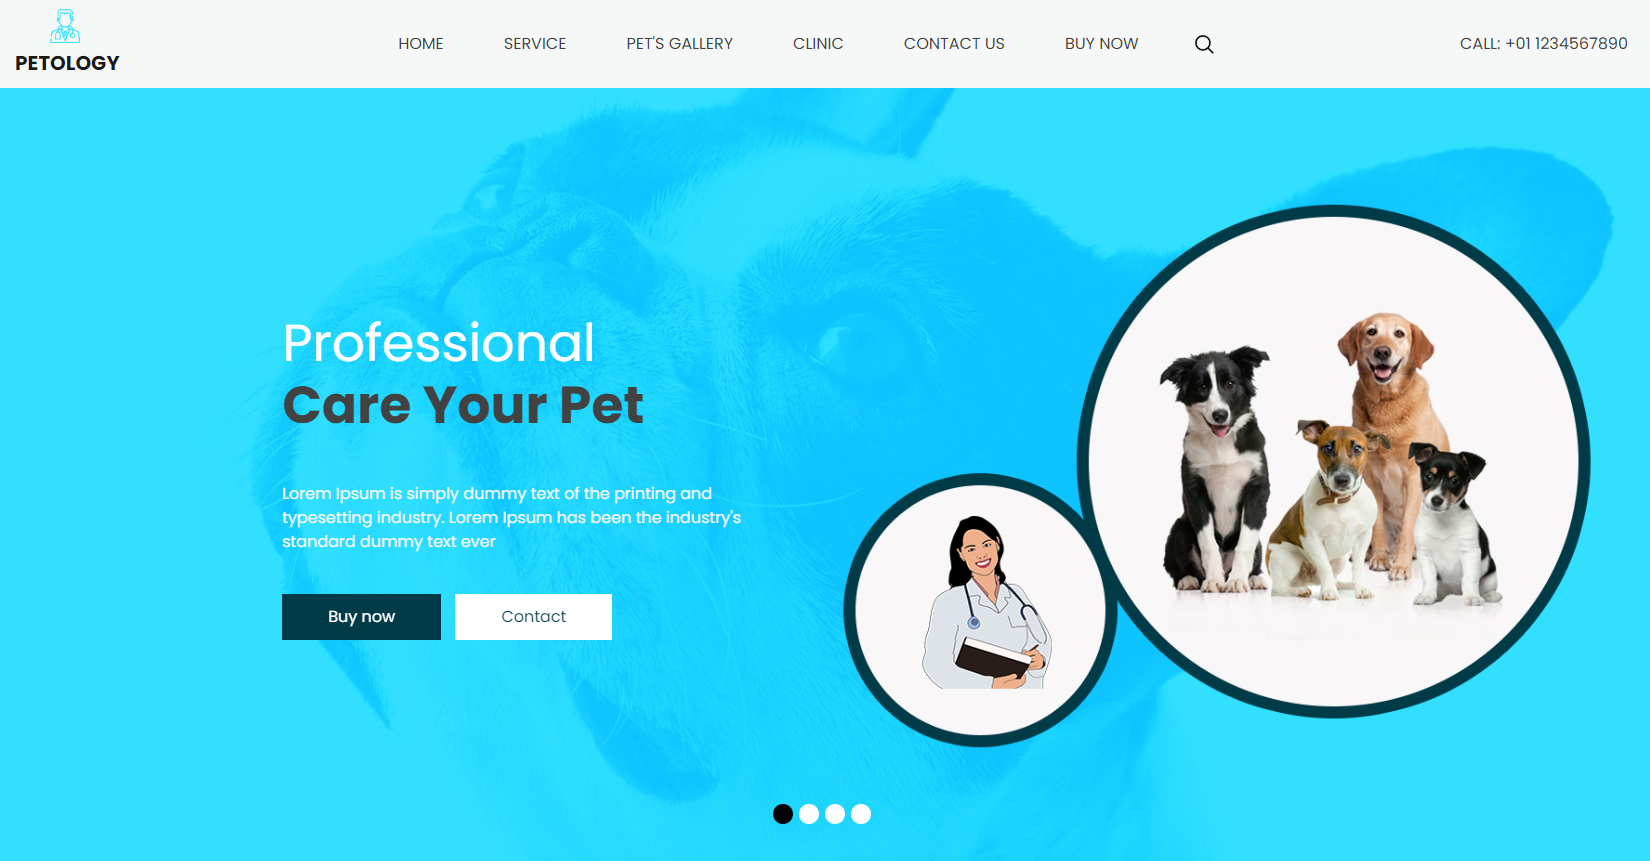 PETOLOGY
HOME SERVICE PET'S GALLERY CLINIC CONTACT US BUY NOW
CALL: +01 1234567890
Professional
Care Your Pet
Lorem Ipsum is simply dummy text of the printing and
typesetting industry. Lorem Ipsum has been the industry's
standard dummy text ever
Buy now Contact